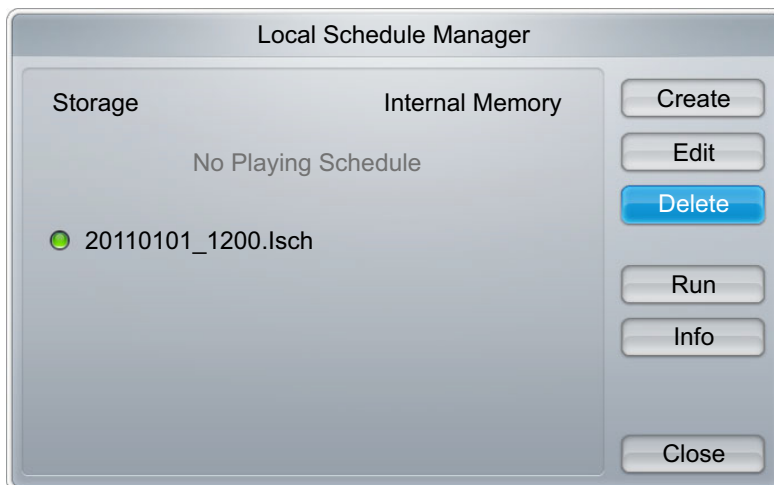 Local Schedule Manager
Storage Internal Memory
No Playing Schedule
20110101_1200.lsch
Create
Edit
Delete
Run
Info
Close